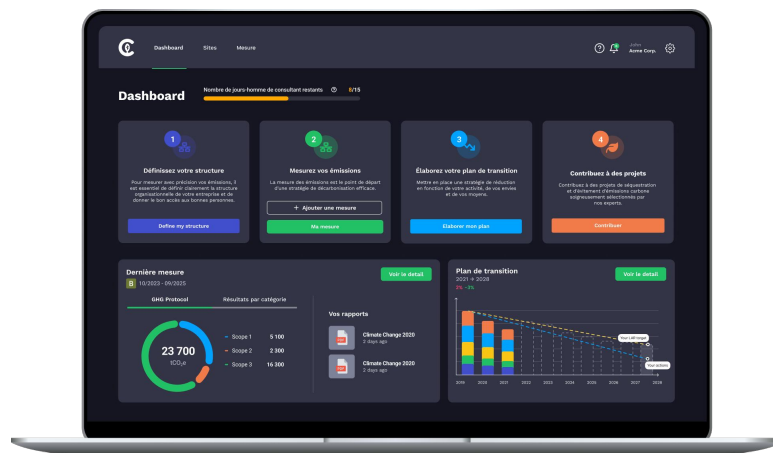 Dashboard
Sites
Mesure
John
Acme Corp.
Dashboard
Nombre de jours-homme de consultant restants
8/15
1
Définissez votre structure
Pour mesurer avec précision vos émissions, il
est essentiel de définir clairement la structure
organisationnelle de votre entreprise et de
donner le bon accès aux bonnes personnes.
Define my structure
2
Mesurez vos émissions
La mesure des émissions est le point de départ
d'une stratégie de décarbonisation efficace.
+ Ajouter une mesure
Ma mesure
3
Élaborez votre plan de transition
Mettre en place une stratégie de réduction
en fonction de votre activité, de vos envies
et de vos moyens.
Elaborer mon plan
4
Contribuez à des projets
Contribuez à des projets de séquestration
et d'évitement d'émissions carbone
soigneusement sélectionnés par
nos experts.
Contribuer
Dernière mesure
B 10/2023 - 09/2025
Voir le detail
GHG Protocol
Résultats par catégorie
23 700
tCO₂e
Scope 1 5 100
Scope 2 2 300
Scope 3 16 300
Vos rapports
PDF
Climate Change 2020
2 days ago
PDF
Climate Change 2020
2 days ago
Plan de transition
2021 → 2028
Voir le detail
Your LAB target
Your actions
2019 2020 2021 2022 2023 2024 2025 2026 2027 2028